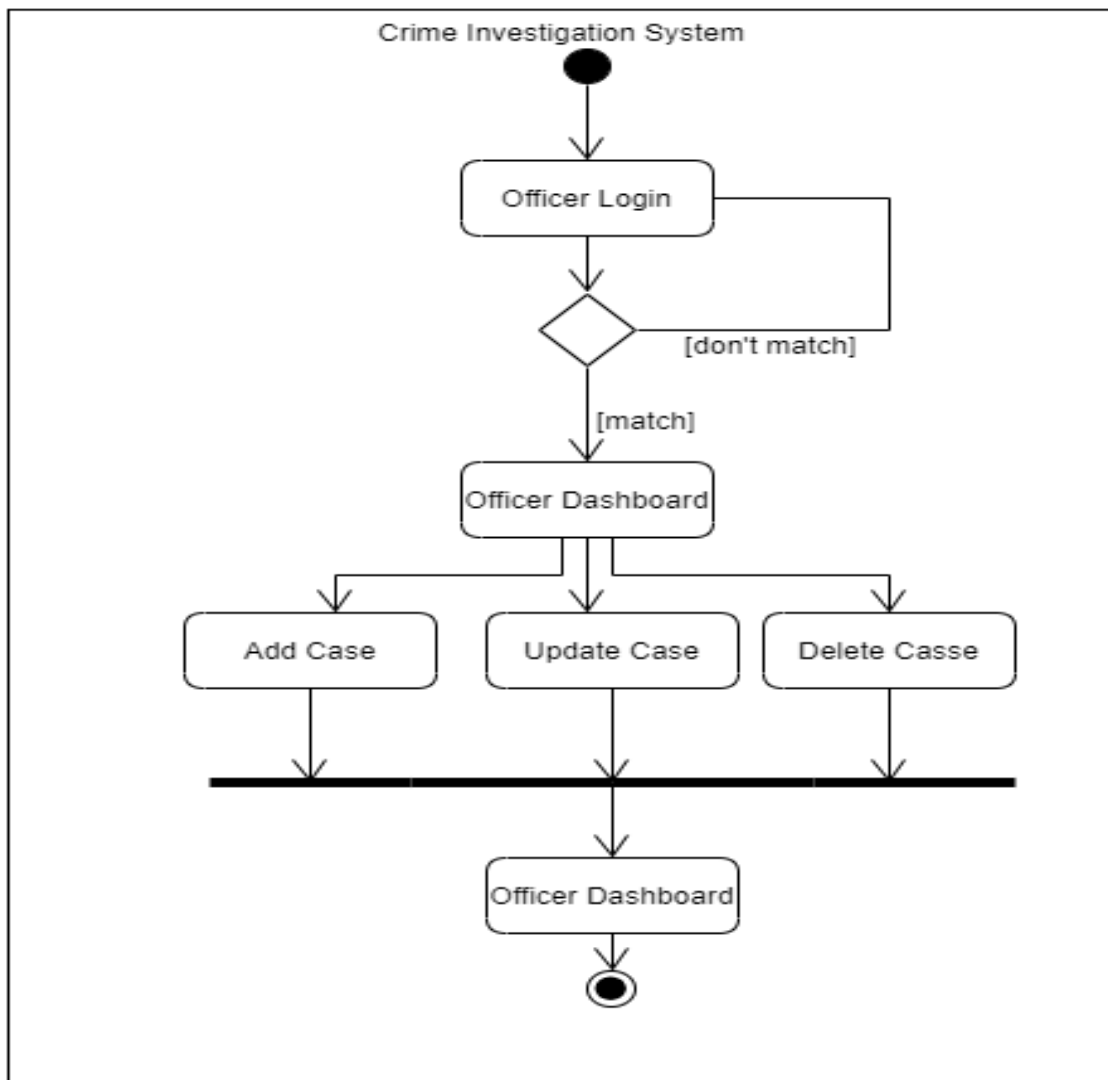 Crime Investigation System
Officer Login
[don't match]
[match]
Officer Dashboard
Add Case
Update Case
Delete Casse
Officer Dashboard